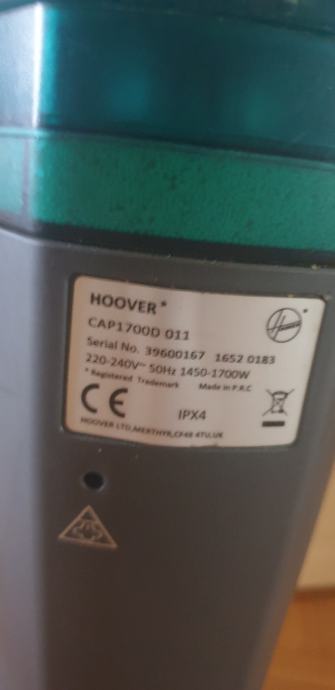 HOOVER*
CAP1700D 011
Serial No. 39600167 1652 0183
220-240V~ 50Hz 1450-1700W
* Registered Trademark Made in P.R.C
CE IPX4
HOOVER LTD,MERTHYR,CF48 4TU,UK